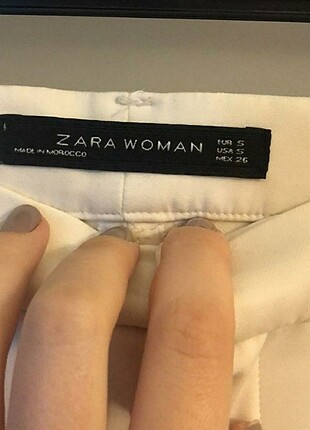 ZARA WOMAN
MADE IN MOROCCO
EUR S
USA S
MEX 26